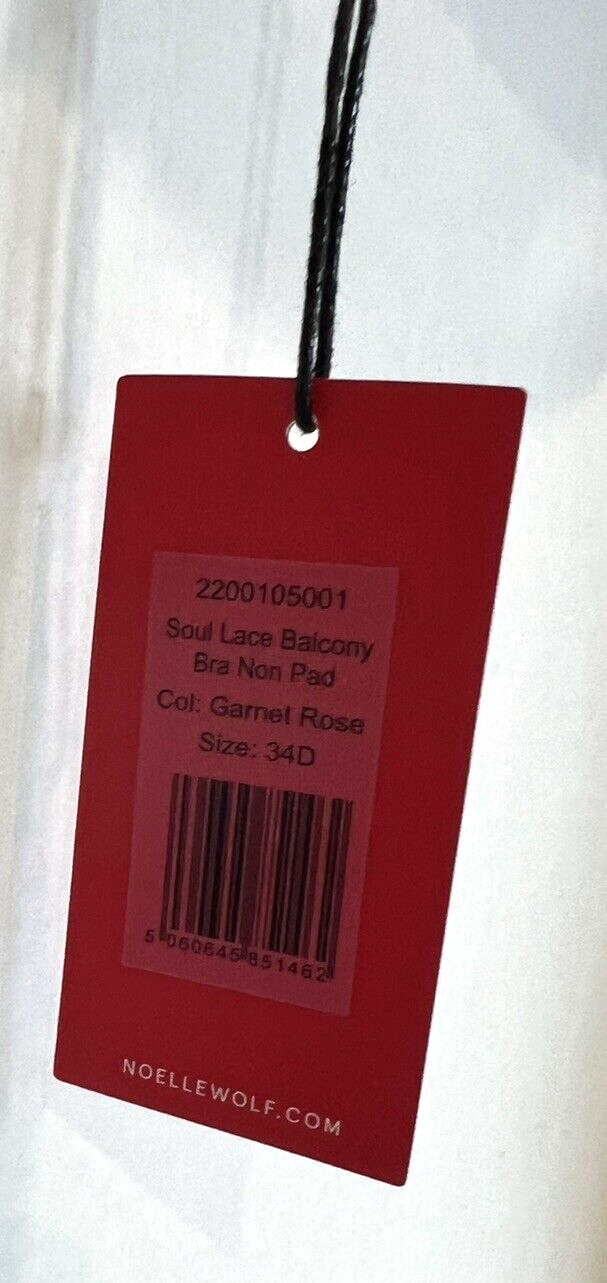 2200105001
Soul Lace Balcony
Bra Non Pad
Col: Garnet Rose
Size: 34D
5 060645 851462
NOELLEWOLF.COM